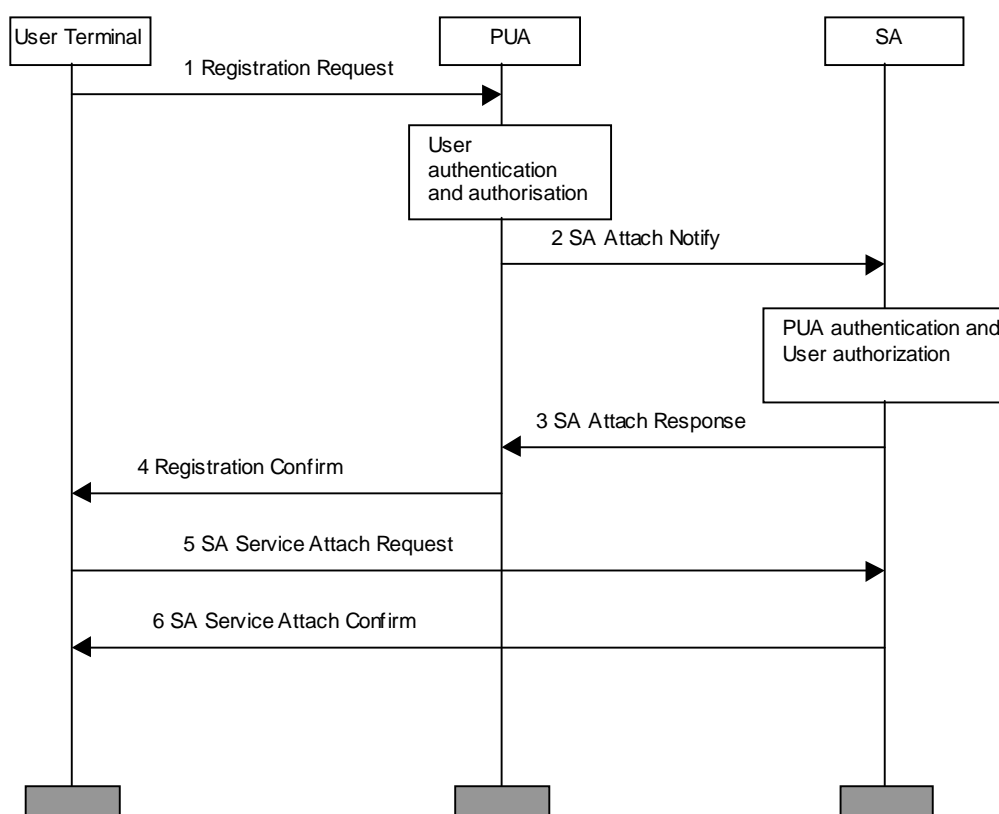 User Terminal
PUA
SA
1 Registration Request
User
authentication
and authorisation
2 SA Attach Notify
PUA authentication and
User authorization
3 SA Attach Response
4 Registration Confirm
5 SA Service Attach Request
6 SA Service Attach Confirm